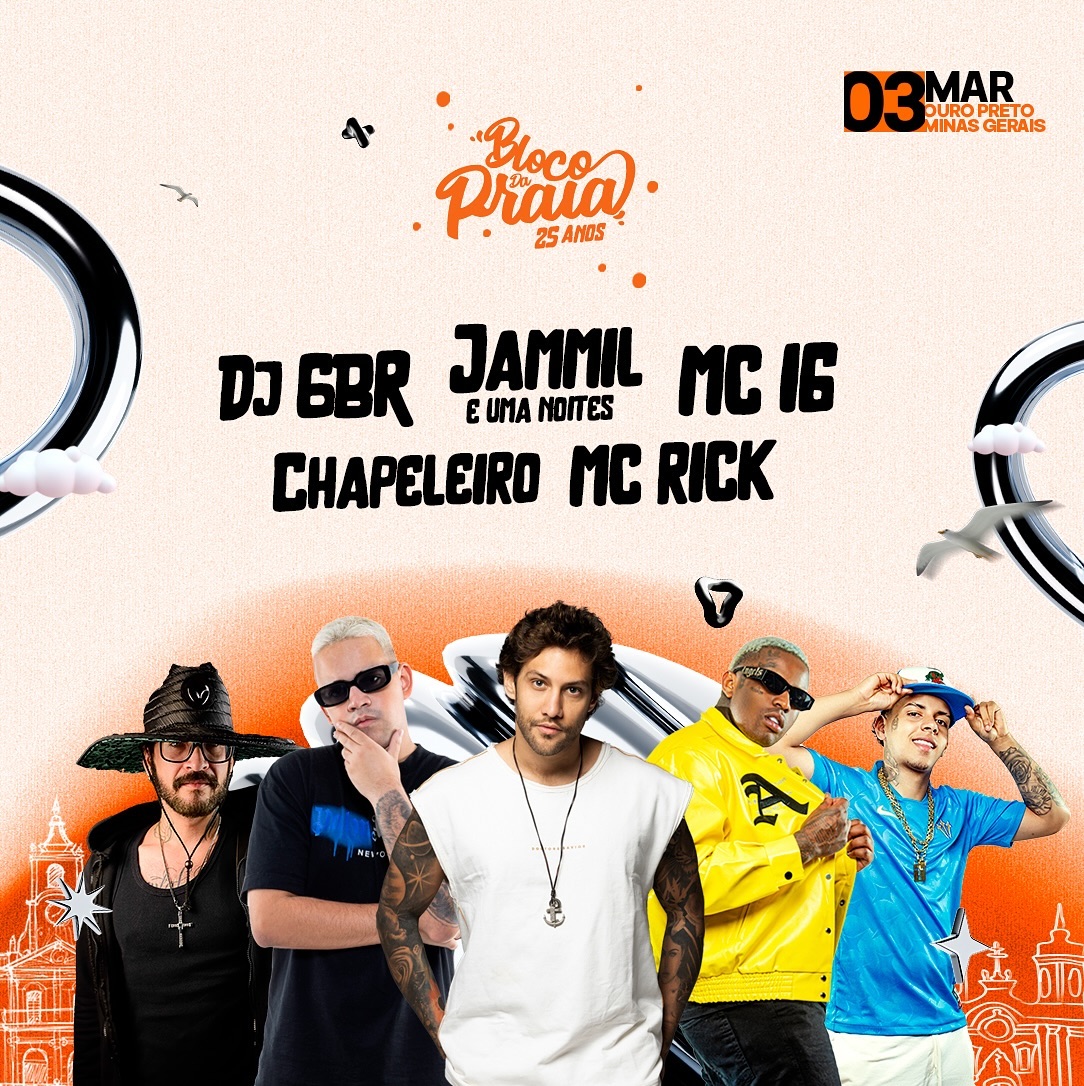 03 MAR
OURO PRETO
MINAS GERAIS
Bloco
Da
Praia
25 ANOS
DJ GBR JAMMIL MC 16
E UMA NOITES
CHAPELEIRO MC RICK
A